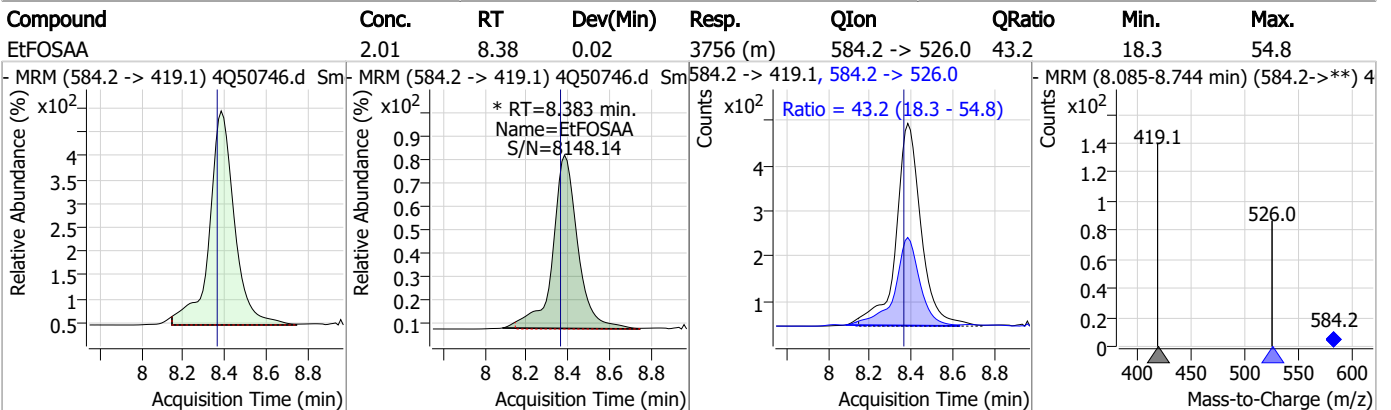 Compound Conc. RT Dev(Min) Resp. QIon QRatio Min. Max.
EtFOSAA 2.01 8.38 0.02 3756 (m) 584.2 -> 526.0 43.2 18.3 54.8
- MRM (584.2 -> 419.1) 4Q50746.d Sm
Relative Abundance (%)
x10²
4
3.5
3
2.5
2
1.5
1
0.5
8 8.2 8.4 8.6 8.8
Acquisition Time (min)
- MRM (584.2 -> 419.1) 4Q50746.d Sm
Relative Abundance (%)
x10²
* RT=8.383 min.
Name=EtFOSAA
S/N=8148.14
0.9
0.8
0.7
0.6
0.5
0.4
0.3
0.2
0.1
8 8.2 8.4 8.6 8.8
Acquisition Time (min)
584.2 -> 419.1, 584.2 -> 526.0
Counts
x10²
Ratio = 43.2 (18.3 - 54.8)
4
3
2
1
8 8.2 8.4 8.6 8.8
Acquisition Time (min)
- MRM (8.085-8.744 min) (584.2->**) 4
Counts
x10²
419.1
1.4
1.2
1
0.8
0.6
0.4
0.2
0
526.0
584.2
400 450 500 550 600
Mass-to-Charge (m/z)